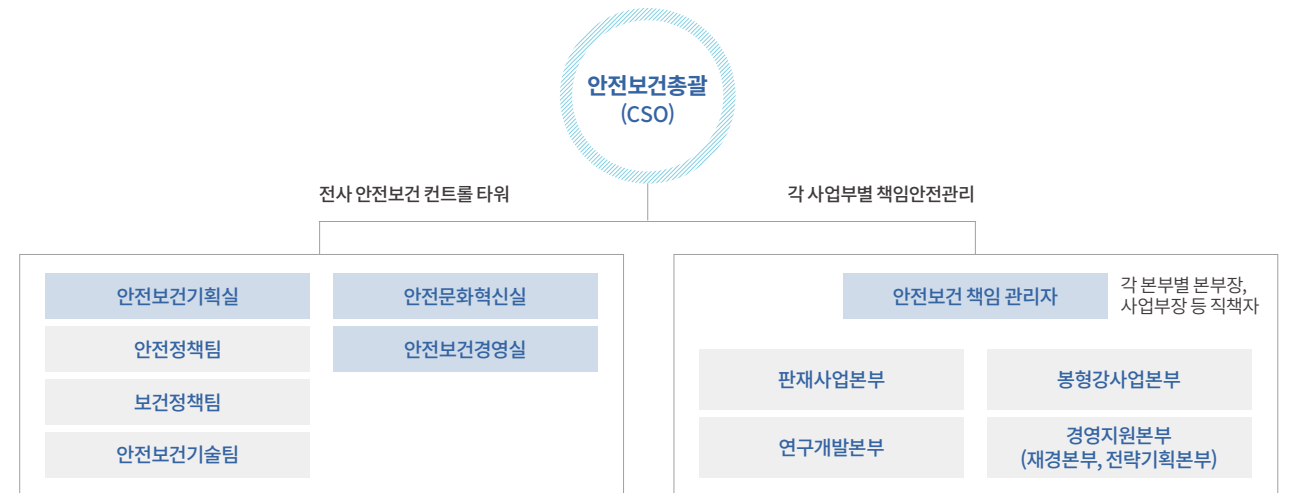 안전보건총괄
(CSO)
전사 안전보건 컨트롤 타워
각 사업부별 책임안전관리
안전보건기획실
안전문화혁신실
안전정책팀
안전보건경영실
보건정책팀
안전보건기술팀
안전보건 책임 관리자
각 본부별 본부장,
사업부장 등 직책자
판재사업본부
봉형강사업본부
연구개발본부
경영지원본부
(재경본부, 전략기획본부)